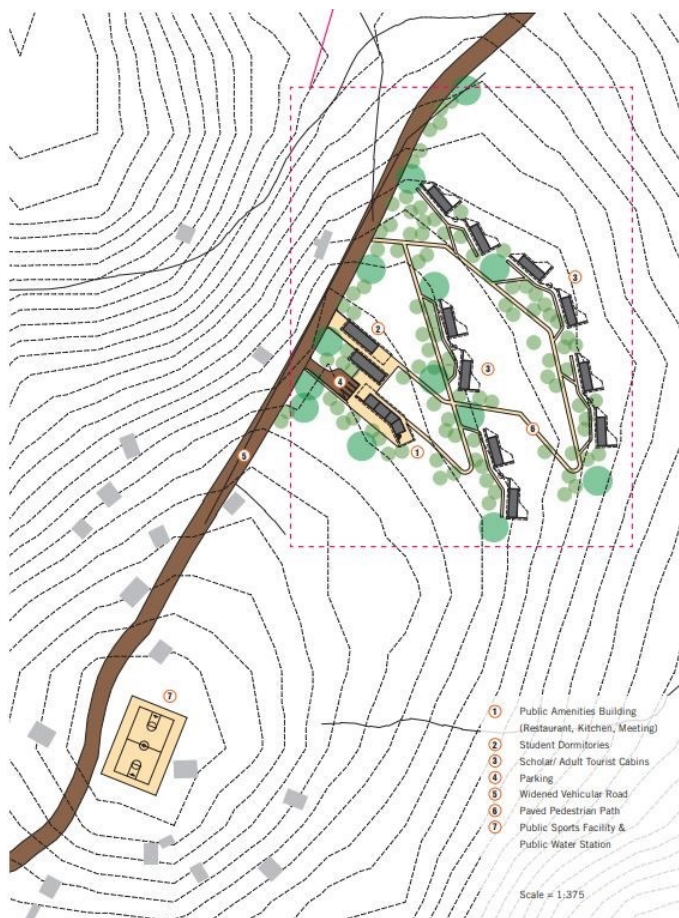 3
2
3
4
6
1
5
7
1 Public Amenities Building
(Restaurant, Kitchen, Meeting)
2 Student Dormitories
3 Scholar/ Adult Tourist Cabins
4 Parking
5 Widened Vehicular Road
6 Paved Pedestrian Path
7 Public Sports Facility &
Public Water Station
Scale = 1:375